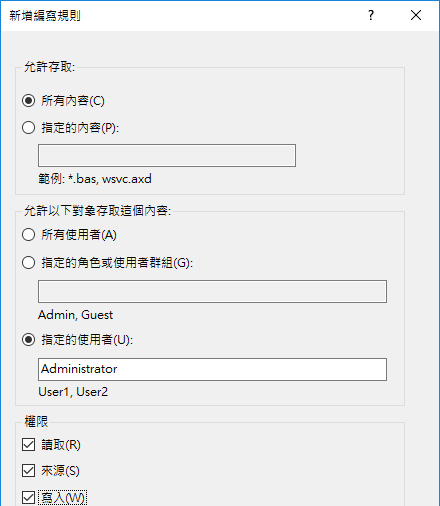 新增編寫規則
允許存取:
所有內容(C)
指定的內容(P):
範例: *.bas, wsvc.axd
允許以下對象存取這個內容:
所有使用者(A)
指定的角色或使用者群組(G):
Admin, Guest
指定的使用者(U):
Administrator
User1, User2
權限
讀取(R)
來源(S)
寫入(W)